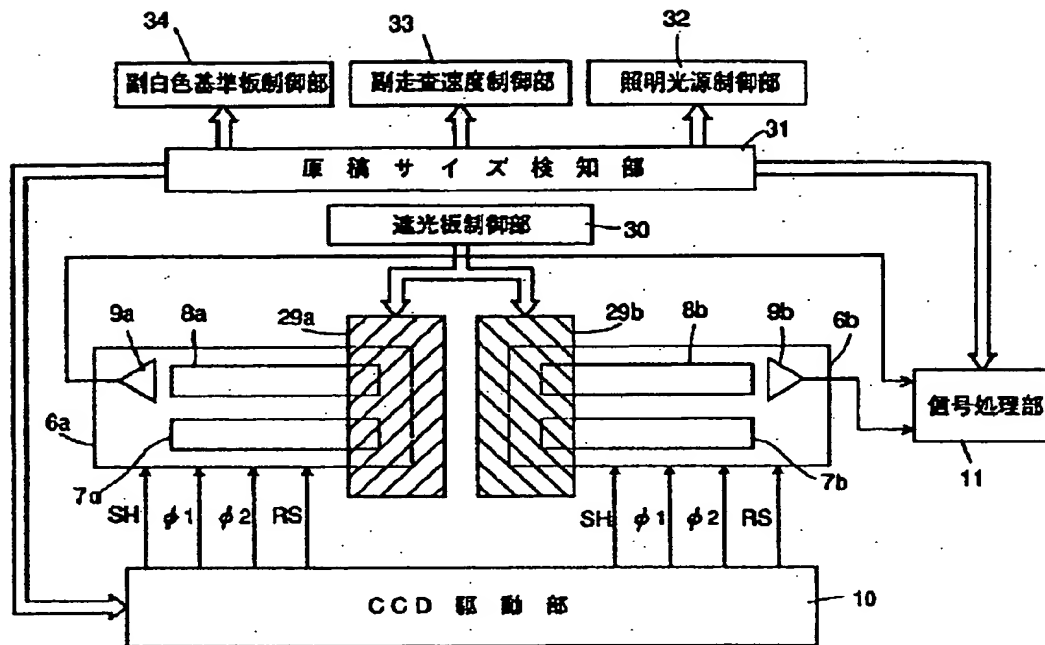 34
33
32
副白色基準板制御部
副走査速度制御部
照明光源制御部
31
原稿サイズ検知部
遮光板制御部
30
9a
8a
29a
29b
8b
9b
6b
6a
信号処理部
7a
7b
11
SH
φ1
φ2
RS
SH
φ1
φ2
RS
CCD駆動部
10